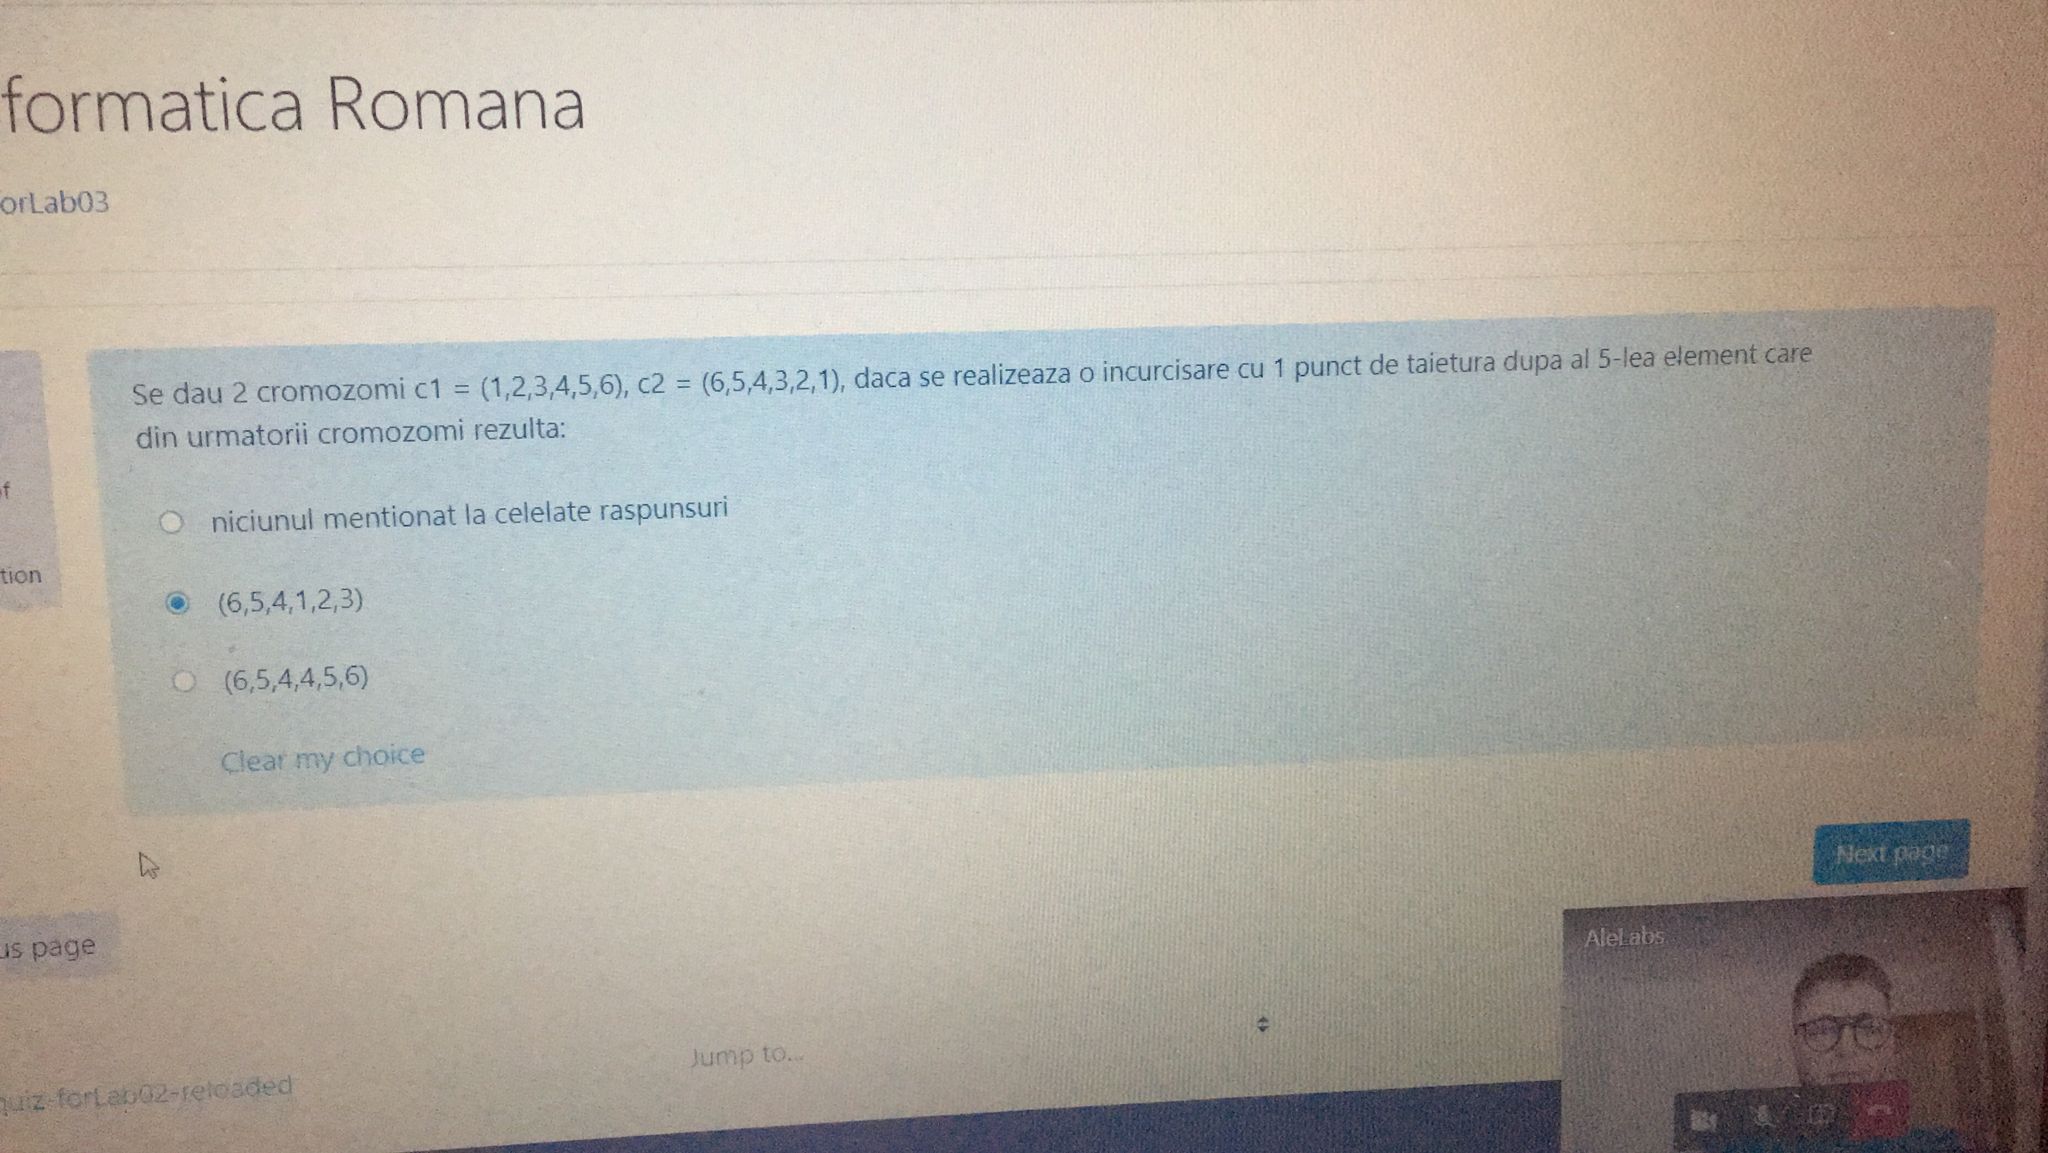 formatica Romana
orLab03
Se dau 2 cromozomi c1 = (1,2,3,4,5,6), c2 = (6,5,4,3,2,1), daca se realizeaza o incurcisare cu 1 punct de taietura dupa al 5-lea element care
din urmatorii cromozomi rezulta:
of
niciunul mentionat la celelate raspunsuri
tion
(6,5,4,1,2,3)
(6,5,4,4,5,6)
Clear my choice
Next page
us page
AleLabs
Jump to...
quiz-forLab02-reloaded